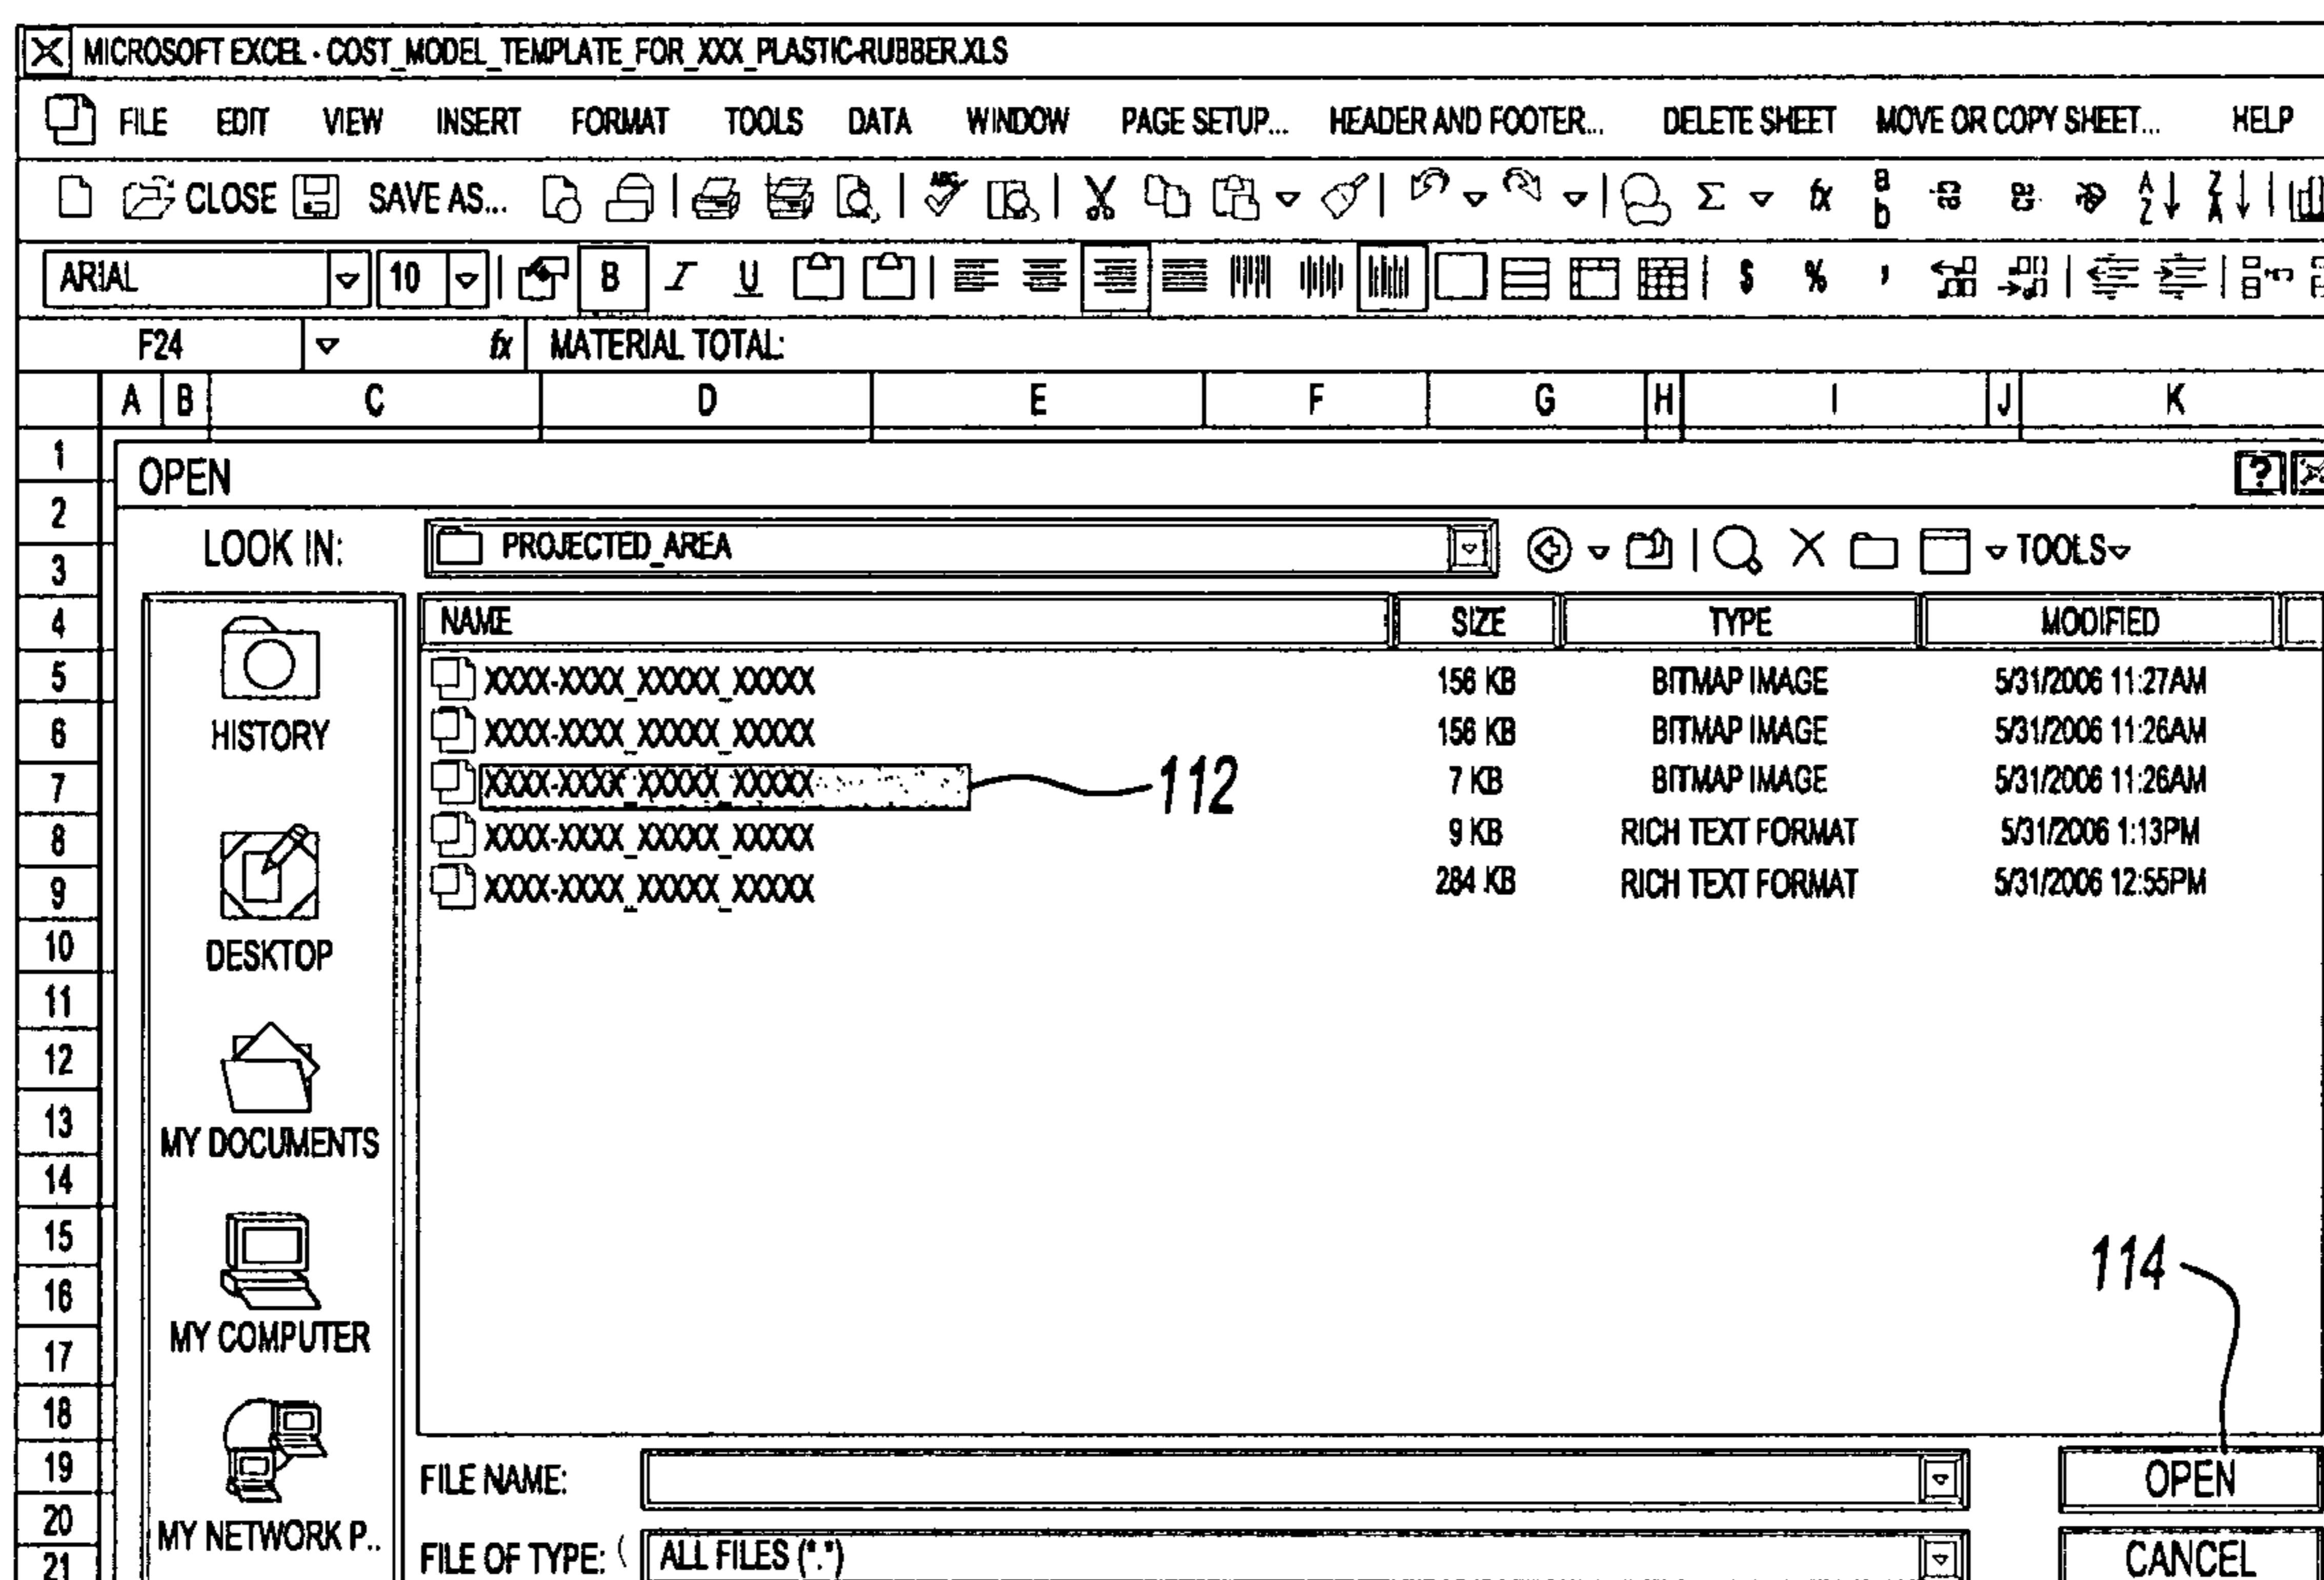 MICROSOFT EXCEL - COST_MODEL_TEMPLATE_FOR_XXX_PLASTIC-RUBBER.XLS
FILE EDIT VIEW INSERT FORMAT TOOLS DATA WINDOW PAGE SETUP... HEADER AND FOOTER... DELETE SHEET MOVE OR COPY SHEET... HELP
CLOSE SAVE AS... ABC Σ fx a b A Z Z A
ARIAL 10 B I U $ % ,
F24 fx MATERIAL TOTAL:
A B C D E F G H I J K
1
OPEN ?
2
LOOK IN: PROJECTED_AREA TOOLS
3
4 NAME SIZE TYPE MODIFIED
5 XXXX-XXXX_XXXXX_XXXXX 156 KB BITMAP IMAGE 5/31/2006 11:27AM
6 HISTORY XXXX-XXXX_XXXXX_XXXXX 156 KB BITMAP IMAGE 5/31/2006 11:26AM
7 XXXX-XXXX_XXXXX_XXXXX 112 7 KB BITMAP IMAGE 5/31/2006 11:26AM
8 XXXX-XXXX_XXXXX_XXXXX 9 KB RICH TEXT FORMAT 5/31/2006 1:13PM
9 XXXX-XXXX_XXXXX_XXXXX 284 KB RICH TEXT FORMAT 5/31/2006 12:55PM
10 DESKTOP
11
12
13 MY DOCUMENTS
14
15
114
16
17 MY COMPUTER
18
19 FILE NAME: OPEN
20 MY NETWORK P..
21 FILE OF TYPE: ( ALL FILES (*.*) CANCEL